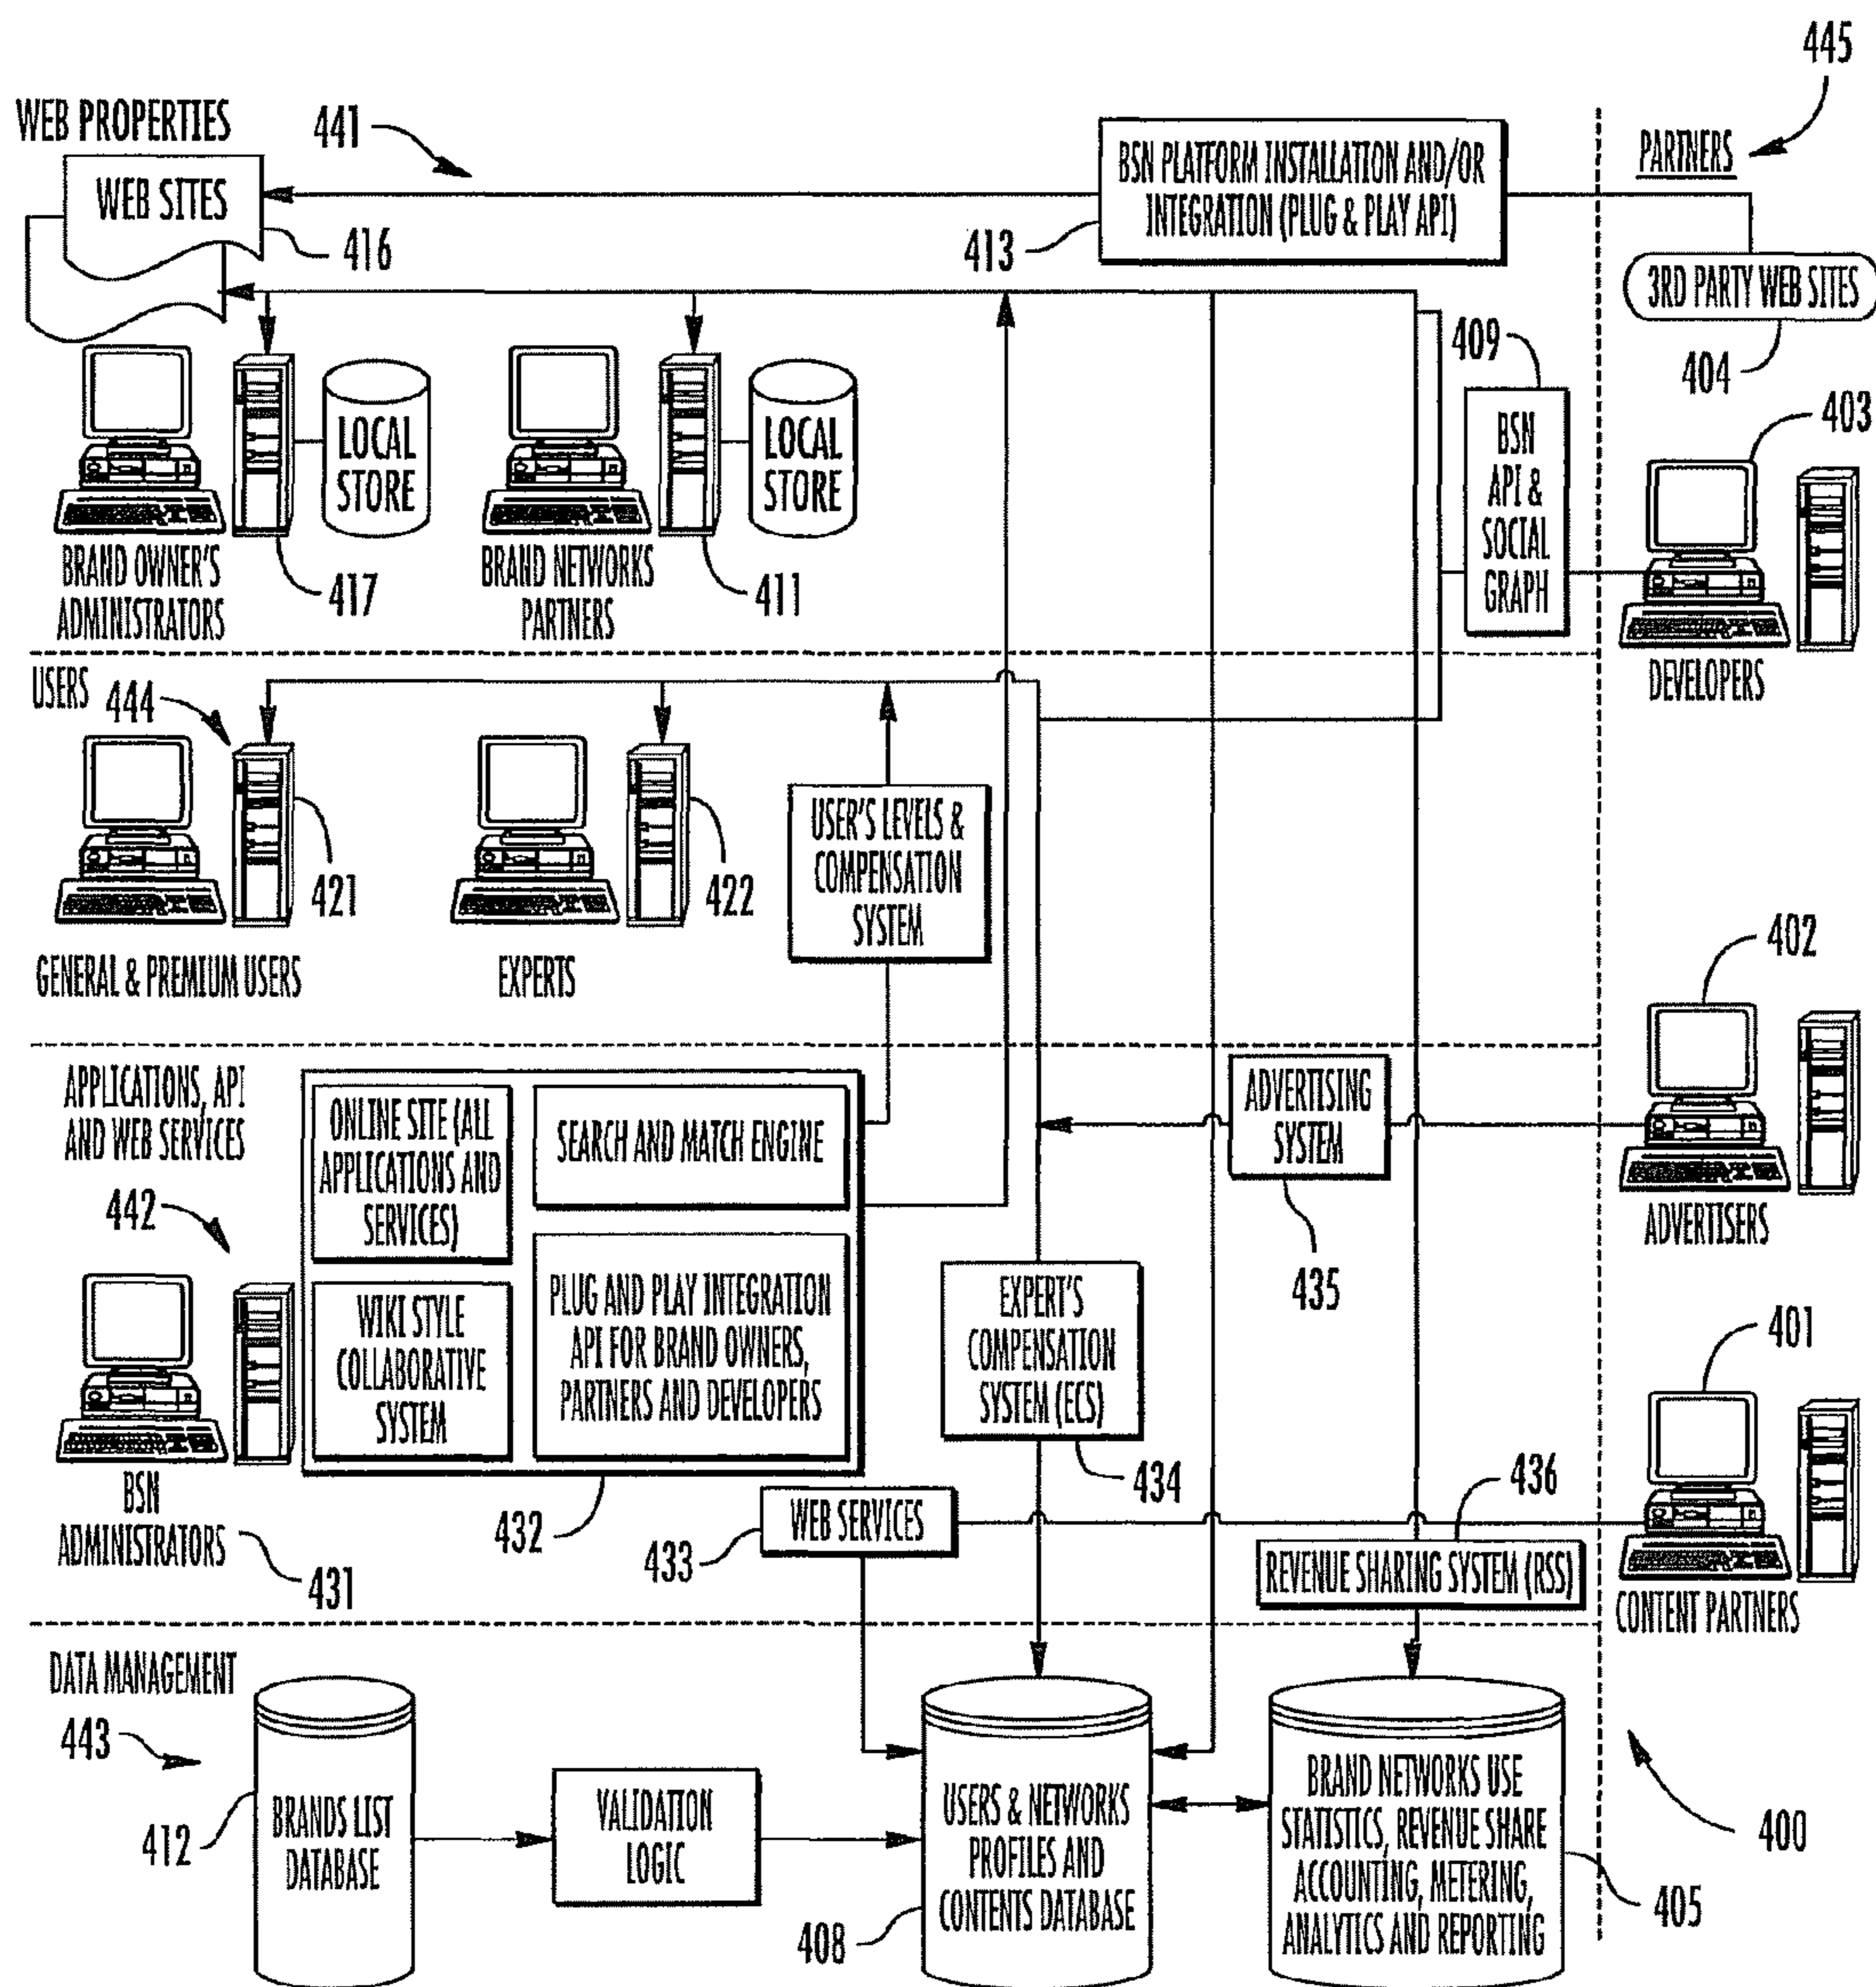 445
WEB PROPERTIES
441
WEB SITES
416
BSN PLATFORM INSTALLATION AND/OR
INTEGRATION (PLUG & PLAY API)
413
PARTNERS
3RD PARTY WEB SITES
404
409
BSN
API &
SOCIAL
GRAPH
403
DEVELOPERS
LOCAL
STORE
BRAND OWNER'S
ADMINISTRATORS
417
LOCAL
STORE
BRAND NETWORKS
PARTNERS
411
USERS
444
421
GENERAL & PREMIUM USERS
422
EXPERTS
USER'S LEVELS &
COMPENSATION
SYSTEM
402
ADVERTISERS
APPLICATIONS, API
AND WEB SERVICES
442
ONLINE SITE (ALL
APPLICATIONS AND
SERVICES)
SEARCH AND MATCH ENGINE
WIKI STYLE
COLLABORATIVE
SYSTEM
PLUG AND PLAY INTEGRATION
API FOR BRAND OWNERS,
PARTNERS AND DEVELOPERS
ADVERTISING
SYSTEM
435
EXPERT'S
COMPENSATION
SYSTEM (ECS)
434
401
CONTENT PARTNERS
BSN
ADMINISTRATORS
431
432
WEB SERVICES
433
436
REVENUE SHARING SYSTEM (RSS)
DATA MANAGEMENT
443
412
BRANDS LIST
DATABASE
VALIDATION
LOGIC
USERS & NETWORKS
PROFILES AND
CONTENTS DATABASE
408
BRAND NETWORKS USE
STATISTICS, REVENUE SHARE
ACCOUNTING, METERING,
ANALYTICS AND REPORTING
405
400